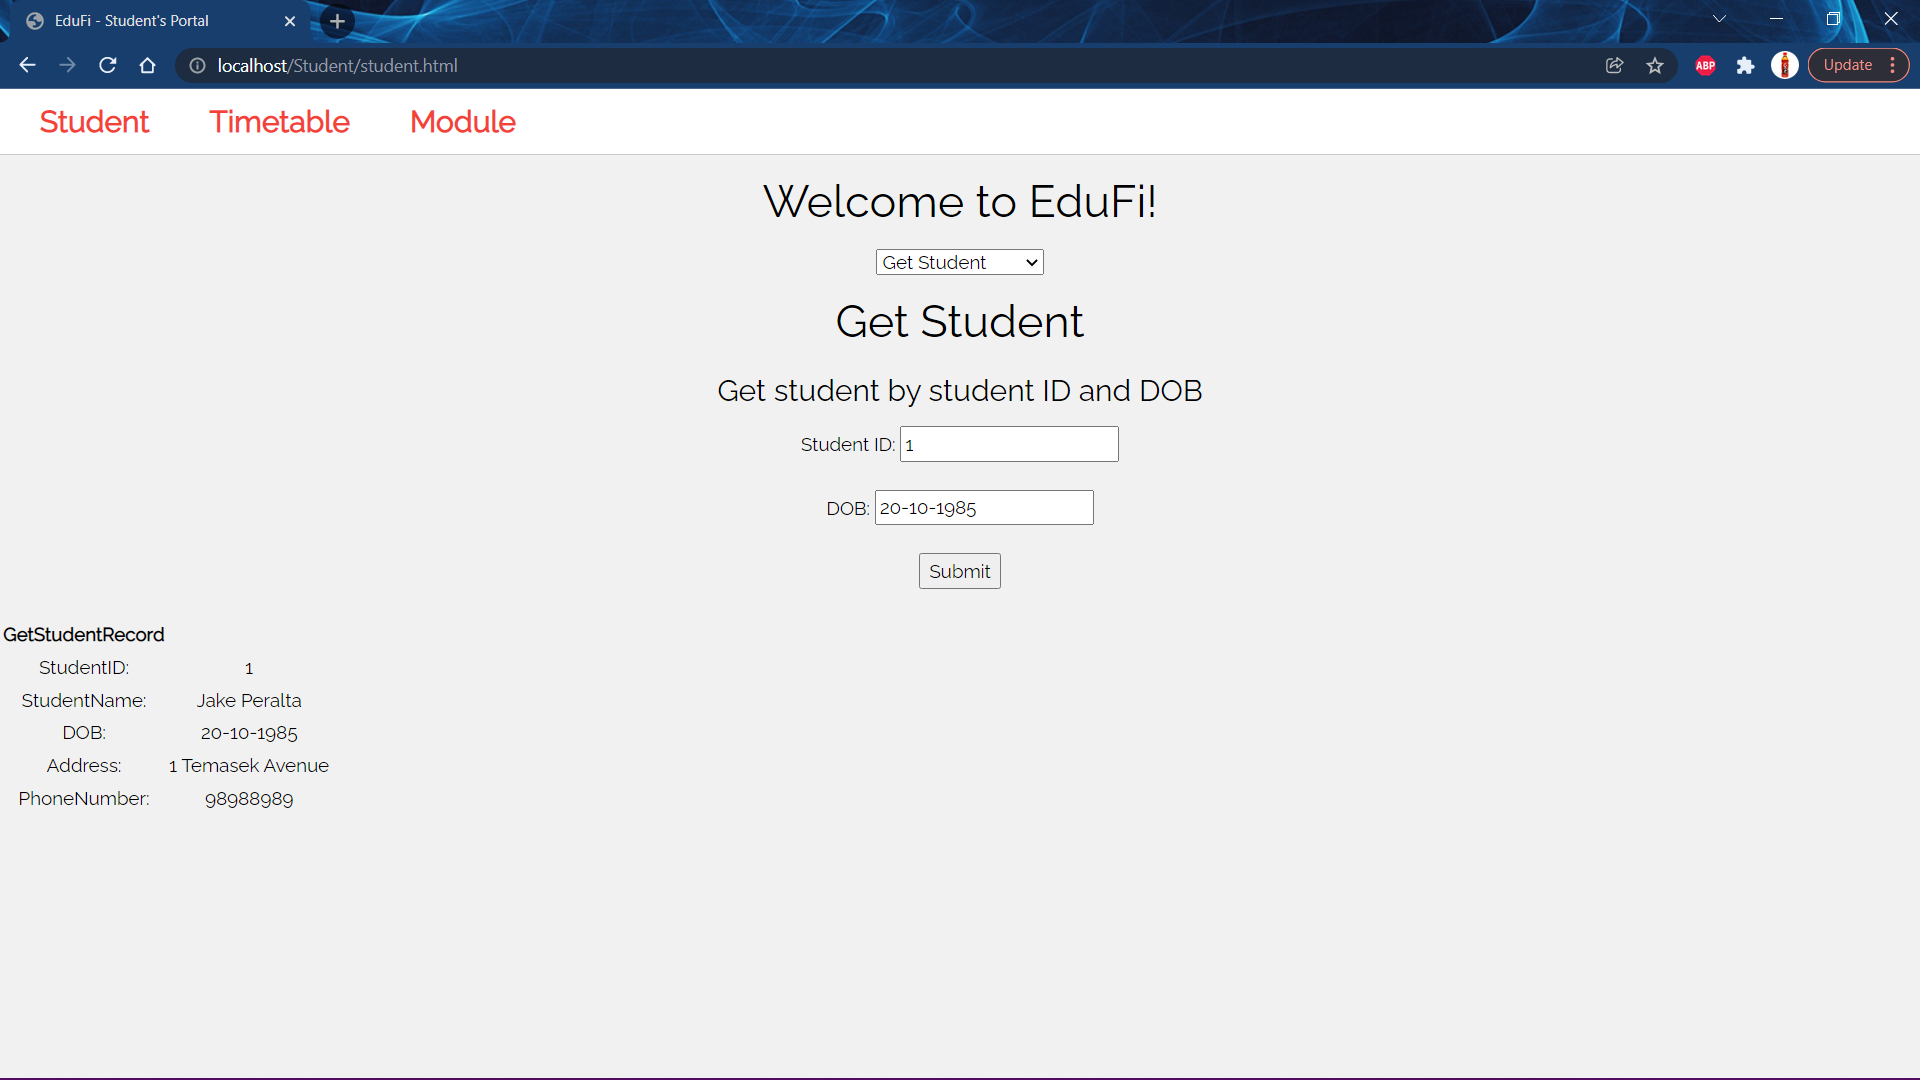 EduFi - Student's Portal
localhost/Student/student.html
ABP
Update
Student Timetable Module
Welcome to EduFi!
Get Student
Get Student
Get student by student ID and DOB
Student ID: 1
DOB: 20-10-1985
Submit
GetStudentRecord
StudentID: 1
StudentName: Jake Peralta
DOB: 20-10-1985
Address: 1 Temasek Avenue
PhoneNumber: 98988989